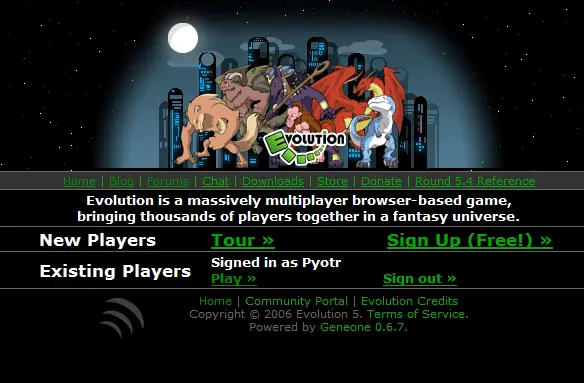 Evolution
Home | Blog | Forums | Chat | Downloads | Store | Donate | Round 5.4 Reference
Evolution is a massively multiplayer browser-based game,
bringing thousands of players together in a fantasy universe.
New Players Tour » Sign Up (Free!) »
Existing Players
Signed in as Pyotr
Play » Sign out »
Home | Community Portal | Evolution Credits
Copyright © 2006 Evolution 5. Terms of Service.
Powered by Geneone 0.6.7.